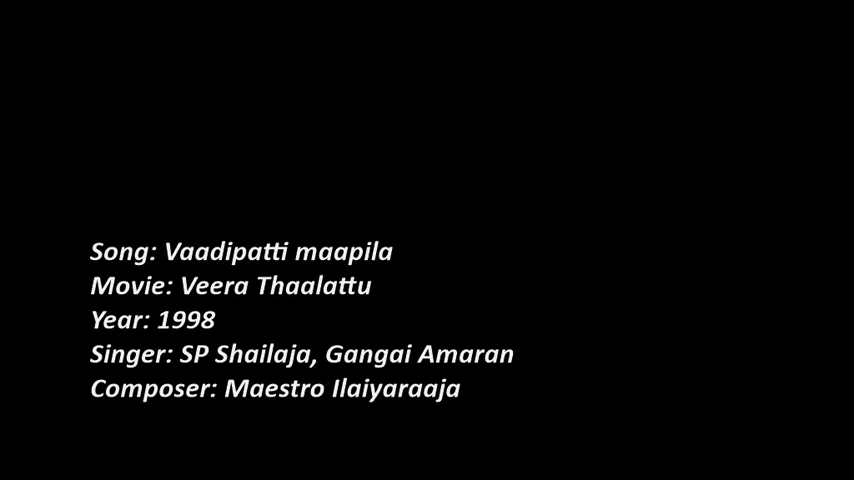 Song: Vaadipatti maapila
Movie: Veera Thaalattu
Year: 1998
Singer: SP Shailaja, Gangai Amaran
Composer: Maestro Ilaiyaraaja